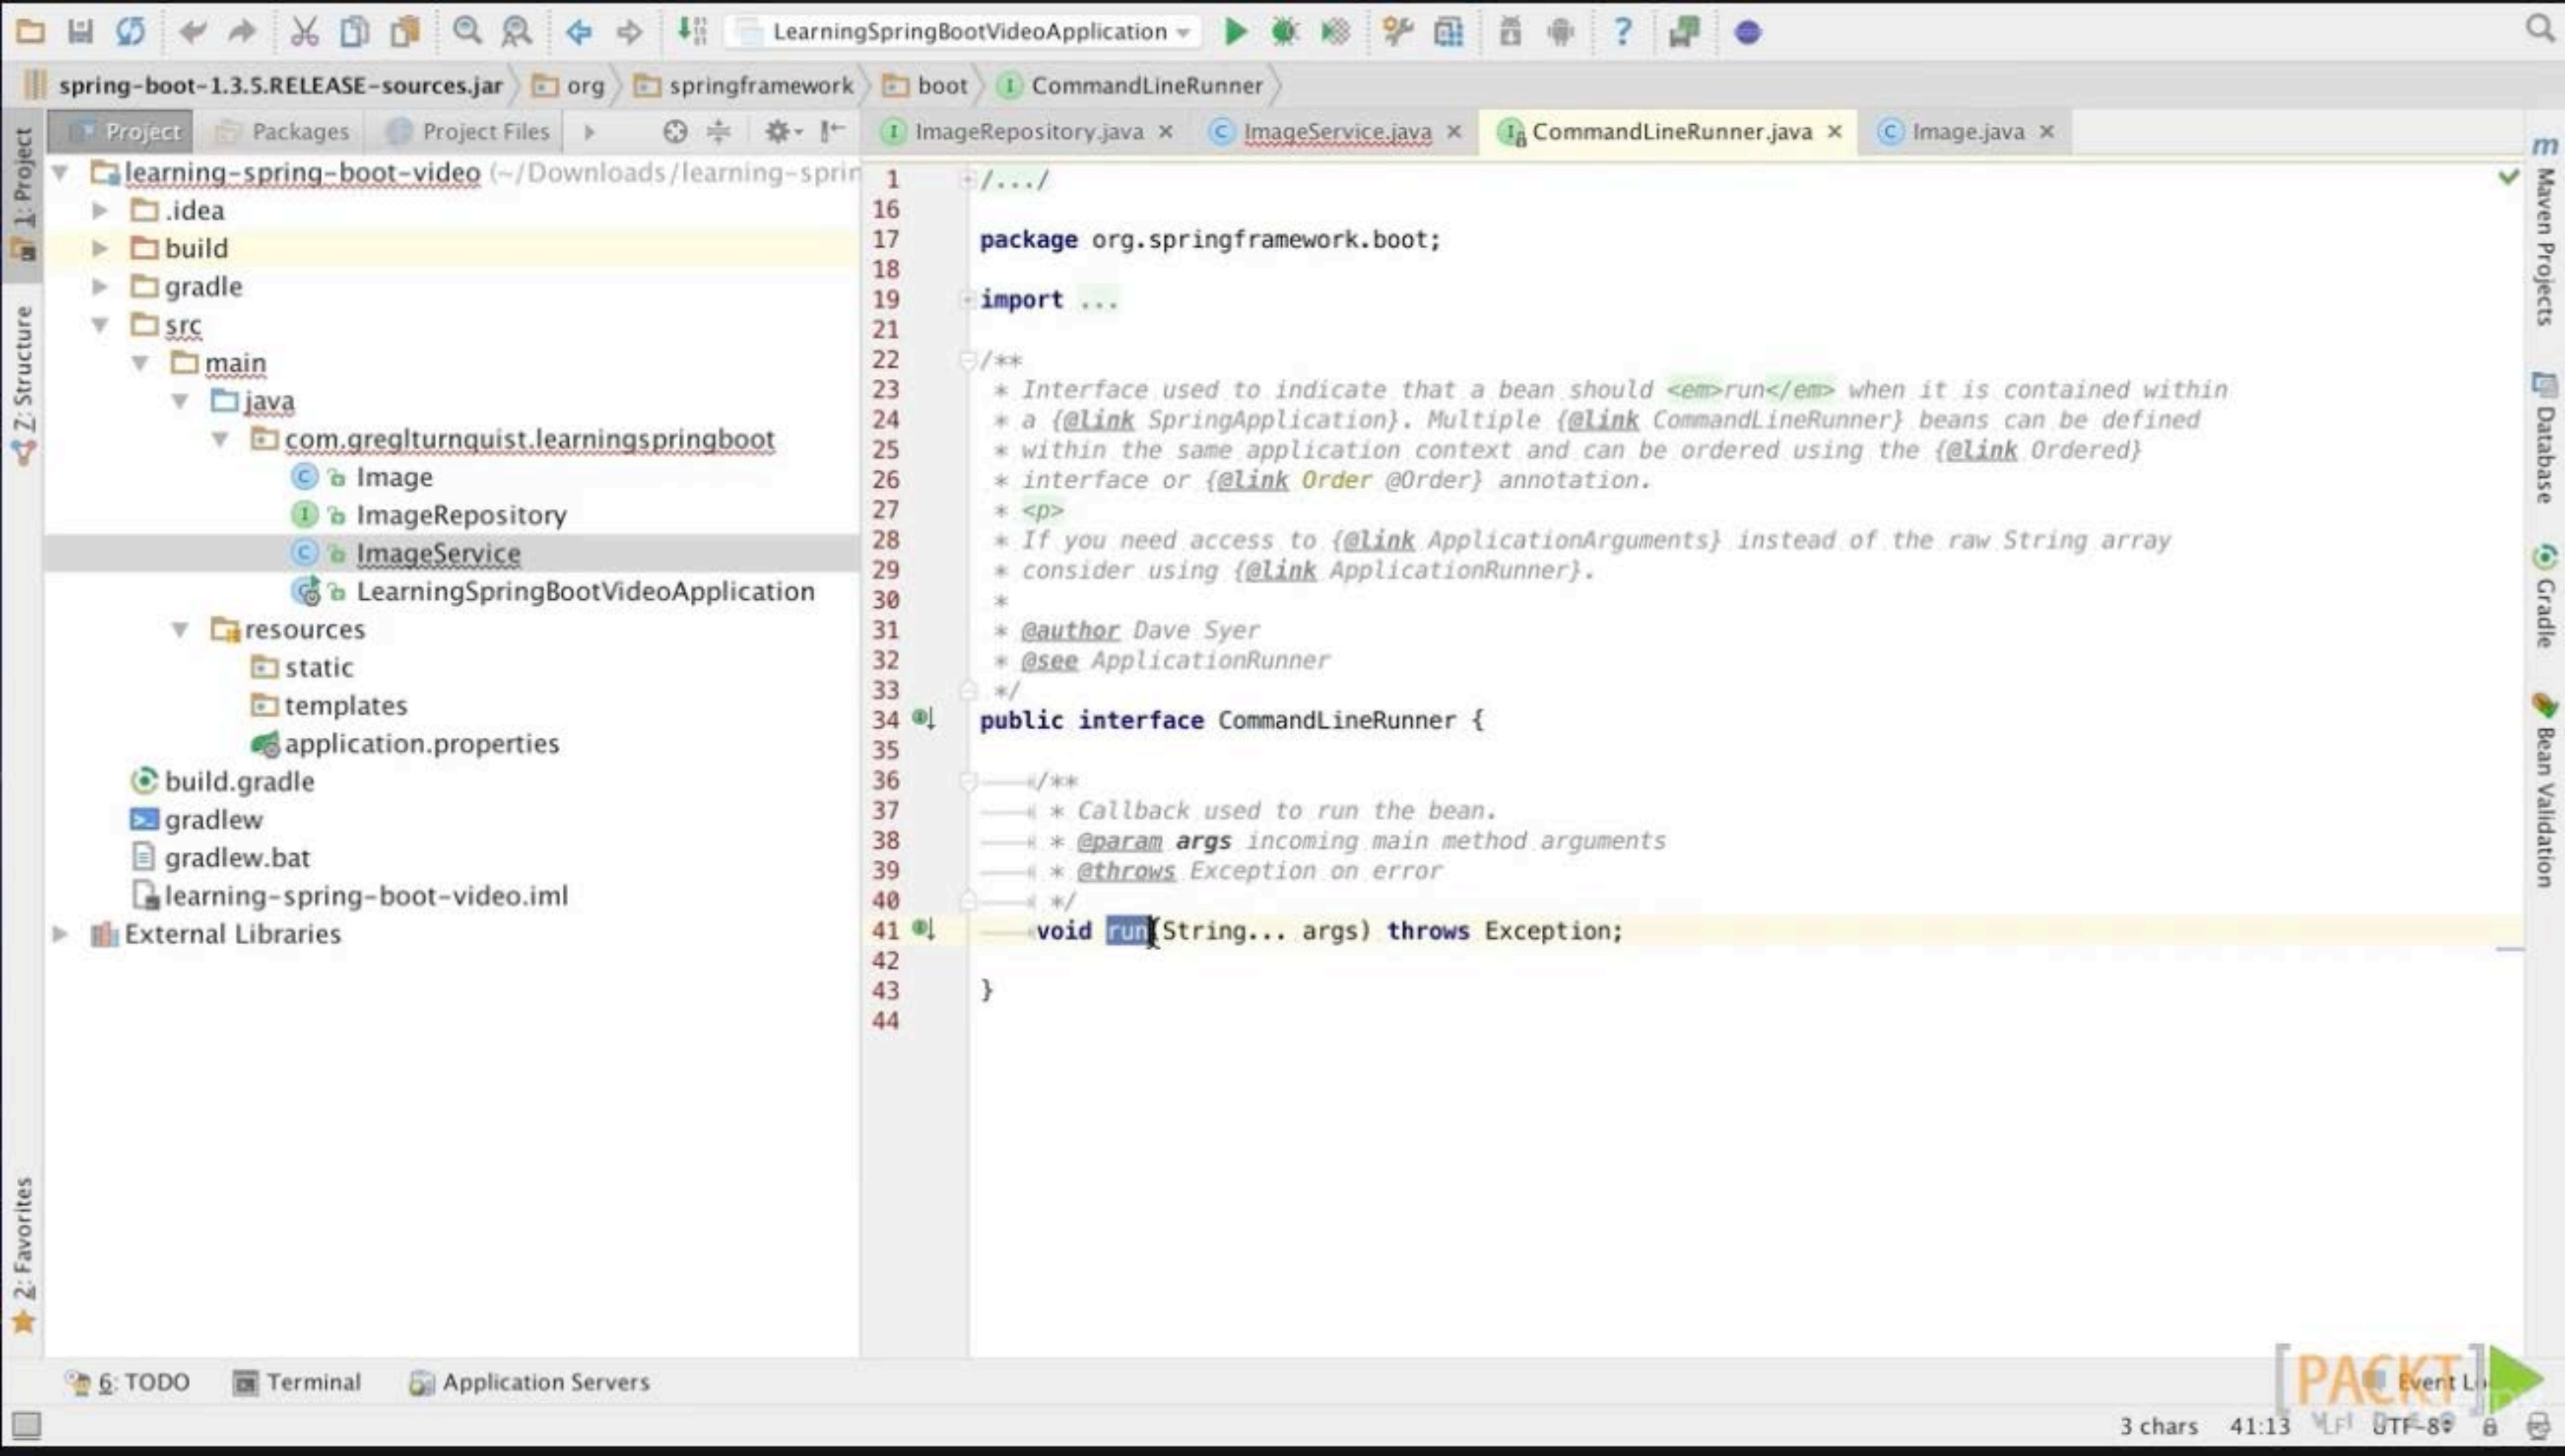 LearningSpringBootVideoApplication
spring-boot-1.3.5.RELEASE-sources.jar org springframework boot CommandLineRunner
Project Packages Project Files
ImageRepository.java ImageService.java CommandLineRunner.java Image.java
1: Project
Z: Structure
2: Favorites
learning-spring-boot-video (~/Downloads/learning-sprin
.idea
build
gradle
src
main
java
com.greglturnquist.learningspringboot
Image
ImageRepository
ImageService
LearningSpringBootVideoApplication
resources
static
templates
application.properties
build.gradle
gradlew
gradlew.bat
learning-spring-boot-video.iml
External Libraries
1 /.../
16
17 package org.springframework.boot;
18
19 import ...
21
22 /**
23 * Interface used to indicate that a bean should <em>run</em> when it is contained within
24 * a {@link SpringApplication}. Multiple {@link CommandLineRunner} beans can be defined
25 * within the same application context and can be ordered using the {@link Ordered}
26 * interface or {@link Order @Order} annotation.
27 * <p>
28 * If you need access to {@link ApplicationArguments} instead of the raw String array
29 * consider using {@link ApplicationRunner}.
30 *
31 * @author Dave Syer
32 * @see ApplicationRunner
33 */
34 public interface CommandLineRunner {
35
36 /**
37 * Callback used to run the bean.
38 * @param args incoming main method arguments
39 * @throws Exception on error
40 */
41 void run(String... args) throws Exception;
42
43 }
44
Maven Projects
Database
Gradle
Bean Validation
6: TODO Terminal Application Servers
[PACKT]
Event
3 chars 41:13 LF UTF-8